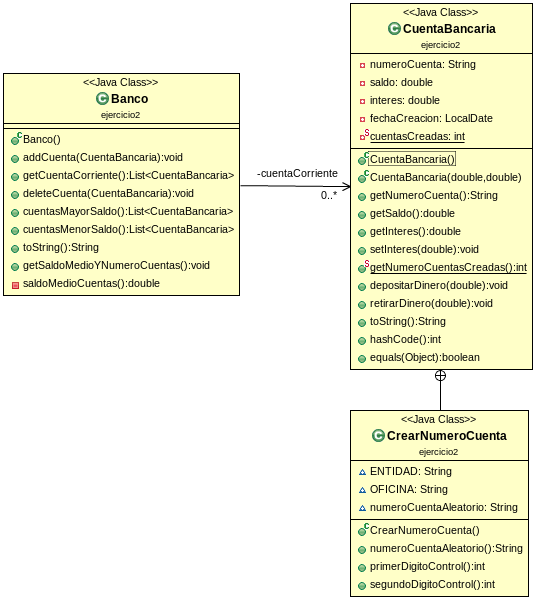 <<Java Class>>
CuentaBancaria
ejercicio2
numeroCuenta: String
saldo: double
interes: double
fechaCreacion: LocalDate
cuentasCreadas: int
CuentaBancaria()
CuentaBancaria(double,double)
getNumeroCuenta():String
getSaldo():double
getInteres():double
setInteres(double):void
getNumeroCuentasCreadas():int
depositarDinero(double):void
retirarDinero(double):void
toString():String
hashCode():int
equals(Object):boolean
<<Java Class>>
Banco
ejercicio2
Banco()
addCuenta(CuentaBancaria):void
getCuentaCorriente():List<CuentaBancaria>
deleteCuenta(CuentaBancaria):void
cuentasMayorSaldo():List<CuentaBancaria>
cuentasMenorSaldo():List<CuentaBancaria>
toString():String
getSaldoMedioYNumeroCuentas():void
saldoMedioCuentas():double
-cuentaCorriente
0..*
<<Java Class>>
CrearNumeroCuenta
ejercicio2
ENTIDAD: String
OFICINA: String
numeroCuentaAleatorio: String
CrearNumeroCuenta()
numeroCuentaAleatorio():String
primerDigitoControl():int
segundoDigitoControl():int